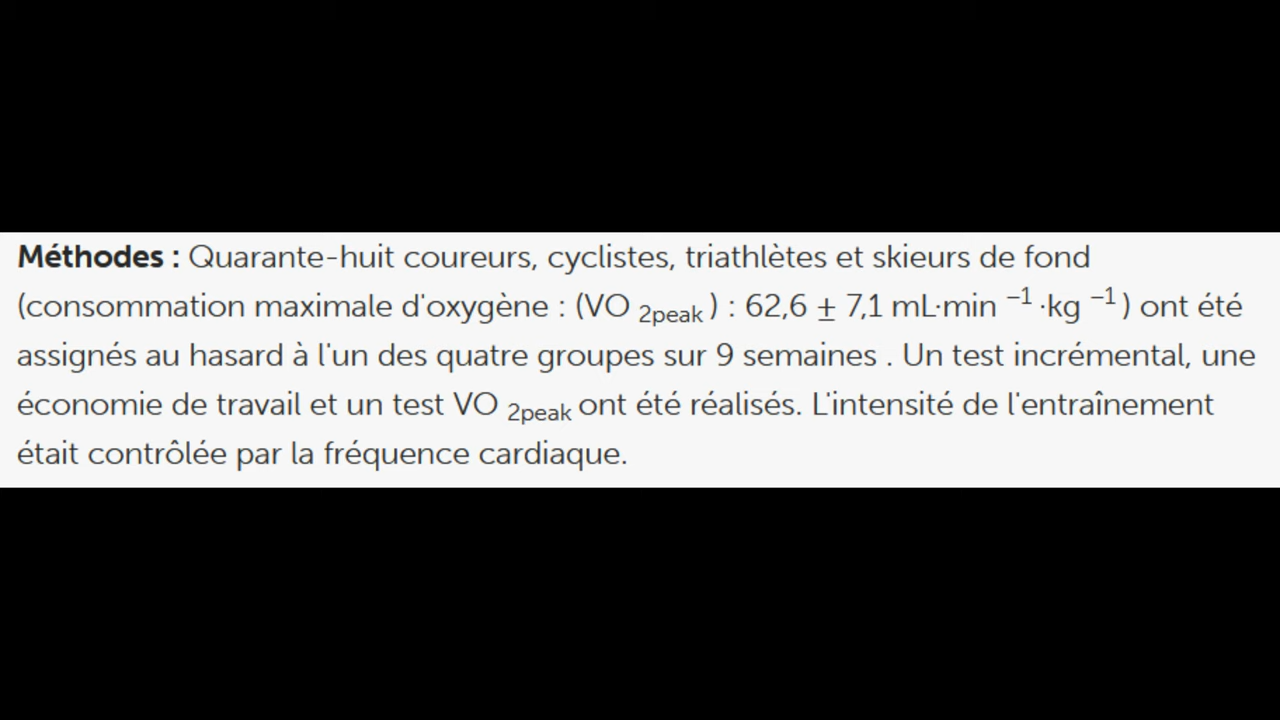 Méthodes : Quarante-huit coureurs, cyclistes, triathlètes et skieurs de fond
(consommation maximale d'oxygène : (VO 2peak ) : 62,6 ± 7,1 mL·min −1 ·kg −1 ) ont été
assignés au hasard à l'un des quatre groupes sur 9 semaines . Un test incrémental, une
économie de travail et un test VO 2peak ont été réalisés. L'intensité de l'entraînement
était contrôlée par la fréquence cardiaque.